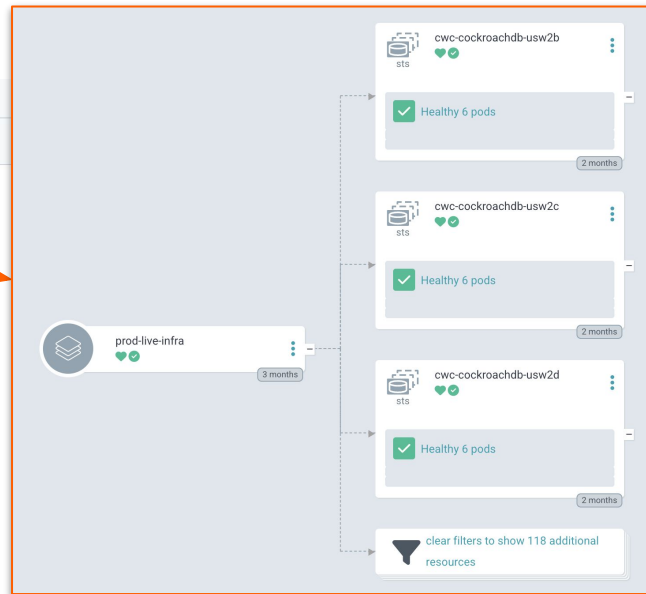 cwc-cockroachdb-usw2b
sts
Healthy 6 pods
2 months
cwc-cockroachdb-usw2c
sts
Healthy 6 pods
2 months
prod-live-infra
3 months
cwc-cockroachdb-usw2d
sts
Healthy 6 pods
2 months
clear filters to show 118 additional
resources